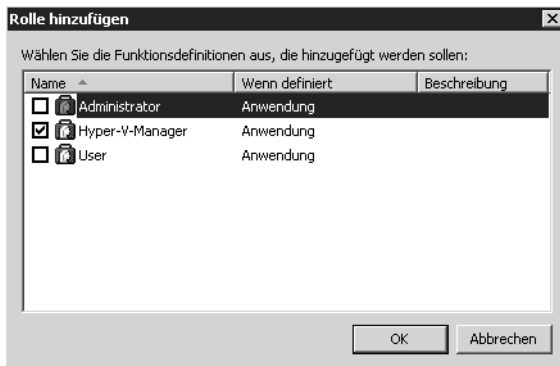 Rolle hinzufügen
Wählen Sie die Funktionsdefinitionen aus, die hinzugefügt werden sollen:
Name Wenn definiert Beschreibung
Administrator Anwendung
Hyper-V-Manager Anwendung
User Anwendung
OK Abbrechen